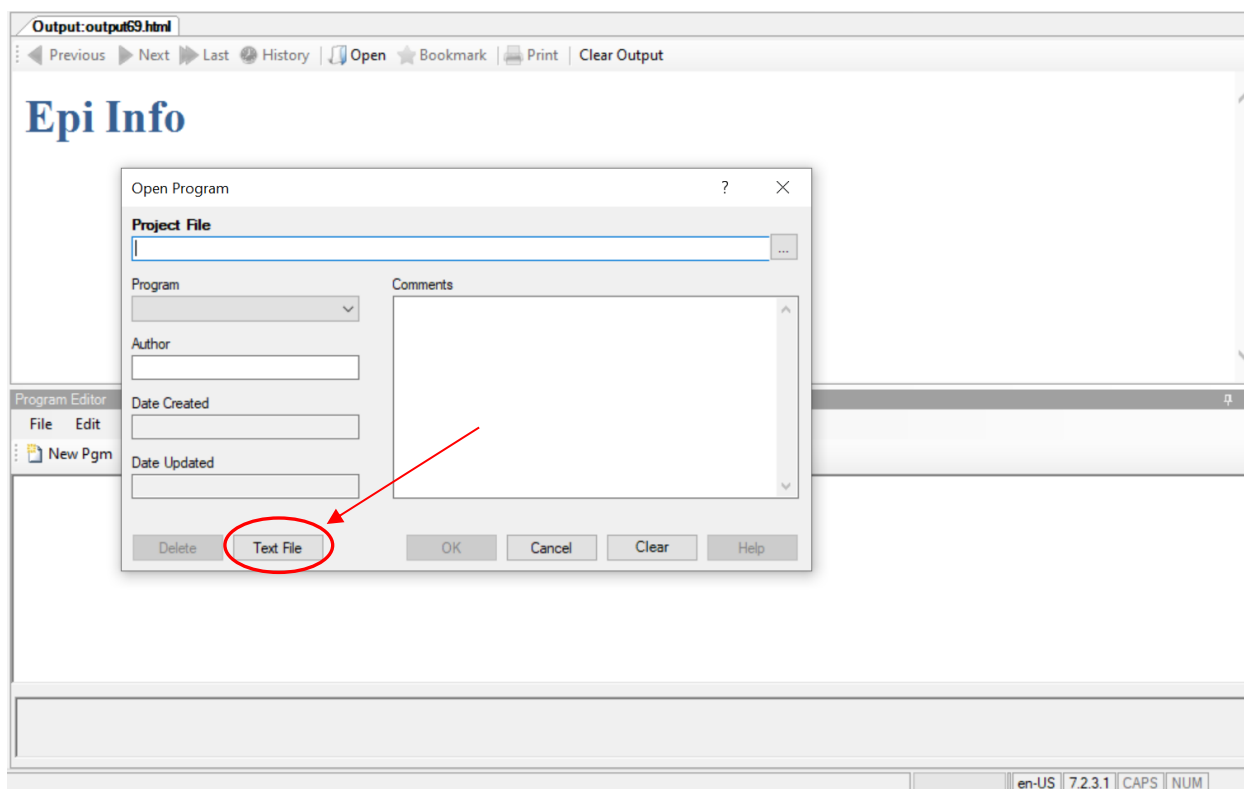 Output:output69.html
Previous Next Last History Open Bookmark Print Clear Output
Epi Info
Open Program ?
Project File
...
Program Comments
Author
Date Created
Date Updated
Delete Text File OK Cancel Clear Help
Program Editor
File Edit
New Pgm
en-US 7.2.3.1 CAPS NUM